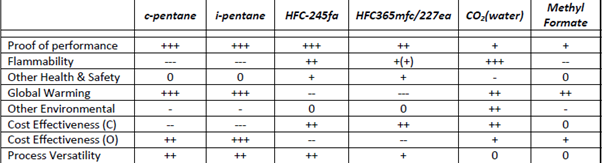 c-pentane i-pentane HFC-245fa HFC365mfc/227ea CO2(water) Methyl Formate
Proof of performance +++ +++ +++ ++ + +
Flammability --- --- ++ +(+) +++ --
Other Health & Safety 0 0 + + - 0
Global Warming +++ +++ -- --- ++ ++
Other Environmental - - 0 0 ++ -
Cost Effectiveness (C) -- --- ++ ++ ++ 0
Cost Effectiveness (O) ++ +++ -- -- + +
Process Versatility ++ ++ ++ + 0 0